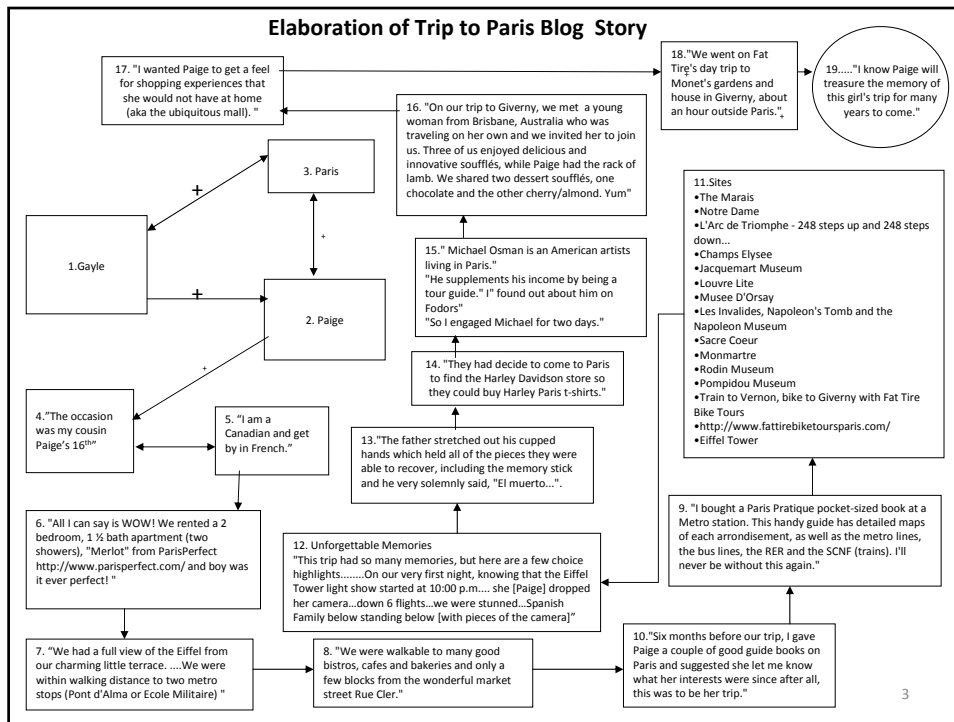 Elaboration of Trip to Paris Blog Story
17. "I wanted Paige to get a feel
for shopping experiences that
she would not have at home
(aka the ubiquitous mall). "
18."We went on Fat
Tire's day trip to
Monet's gardens and
house in Giverny, about
an hour outside Paris."
+
19....."I know Paige will
treasure the memory of
this girl's trip for many
years to come."
16. "On our trip to Giverny, we met a young
woman from Brisbane,
Australia who was
traveling on her own and we invited her to join
us. Three of us enjoyed delicious and
innovative soufflés, while Paige had the rack of
lamb. We shared two dessert soufflés, one
chocolate and the other cherry/almond. Yum"
3. Paris
+
1.Gayle
+
+
2. Paige
+
4."The occasion
was my cousin
Paige's 16th"
5. "I am a
Canadian and get
by in French."
6. "All I can say is WOW! We rented a 2
bedroom, 1 ½ bath apartment (two
showers), "Merlot" from ParisPerfect
http://www.parisperfect.com/ and boy was
it ever perfect! "
7. "We had a full view of the Eiffel from
our charming little terrace. ....We were
within walking distance to two metro
stops (Pont d'Alma or Ecole Militaire) "
8. "We were walkable to many good
bistros, cafes and bakeries and only a
few blocks from the wonderful market
street Rue Cler."
10."Six months before our trip, I gave
Paige a couple of good guide books on
Paris and suggested she let me know
what her interests were since after all,
this was to be her trip."
9. "I bought a Paris Pratique pocket-sized book at
a Metro station. This handy guide has detailed maps
of each arrondisement, as well as the metro lines,
the bus lines, the RER and the SCNF (trains). I'll
never be without this again."
11.Sites
•The Marais
•Notre Dame
•L'Arc de Triomphe - 248 steps up and 248 steps
down...
•Champs Elysee
•Jacquemart Museum
•Louvre Lite
•Musee D'Orsay
•Les Invalides, Napoleon's Tomb and the
Napoleon Museum
•Sacre Coeur
•Monmartre
•Rodin Museum
•Pompidou Museum
•Train to Vernon, bike to Giverny with Fat Tire
Bike Tours
•http://www.fattirebiketoursparis.com/
•Eiffel Tower
12. Unforgettable Memories
"This trip had so many memories, but here are a few choice
highlights........On our very first night, knowing that the Eiffel
Tower light show started at 10:00 p.m.... she [Paige] dropped
her camera...down 6 flights...we were stunned...Spanish
Family below standing below [with pieces of the camera]"
13."The father stretched out his cupped
hands which held all of the pieces they were
able to recover, including the memory stick
and he very solemnly said, "El muerto...".
14. "They had decide to come to Paris
to find the Harley Davidson store so
they could buy Harley Paris t-shirts."
15." Michael Osman is an American artists
living in Paris."
"He supplements his income by being a
tour guide." I" found out about him on
Fodors"
"So I engaged Michael for two days."
3